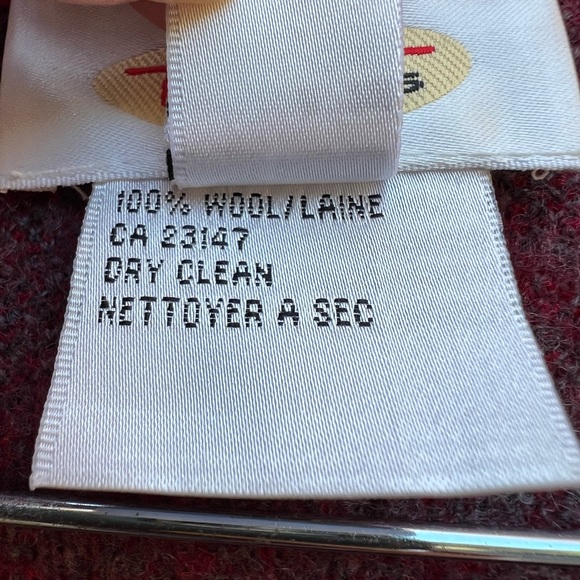 100% WOOL/LAINE
CA 23147
DRY CLEAN
NETTOYER A SEC